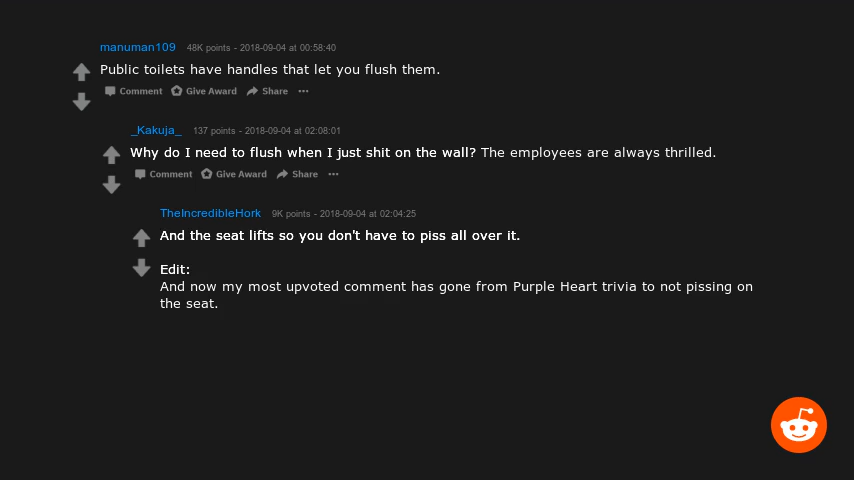 manuman109 48K points - 2018-09-04 at 00:58:40
Public toilets have handles that let you flush them.
Comment Give Award Share ···
_Kakuja_ 137 points - 2018-09-04 at 02:08:01
Why do I need to flush when I just shit on the wall? The employees are always thrilled.
Comment Give Award Share ···
TheIncredibleHork 9K points - 2018-09-04 at 02:04:25
And the seat lifts so you don't have to piss all over it.
Edit:
And now my most upvoted comment has gone from Purple Heart trivia to not pissing on
the seat.